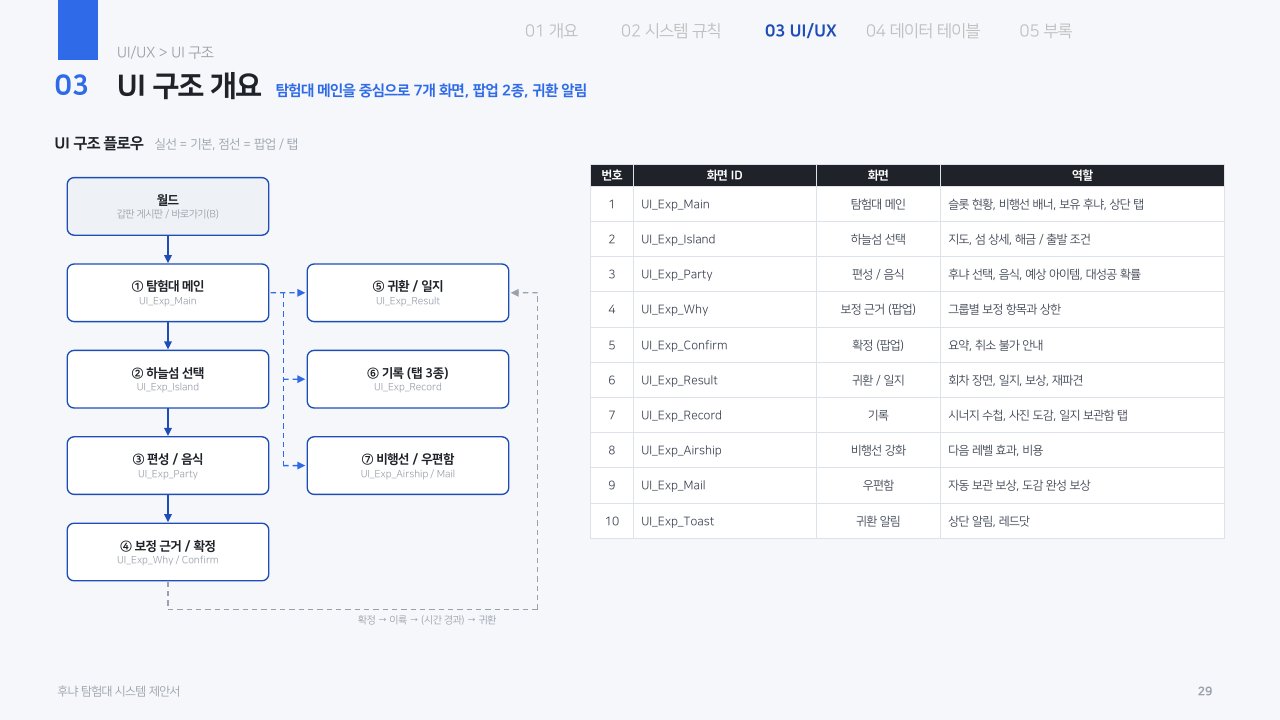 01 개요 02 시스템 규칙 03 UI/UX 04 데이터 테이블 05 부록
UI/UX > UI 구조
03 UI 구조 개요 탐험대 메인을 중심으로 7개 화면, 팝업 2종, 귀환 알림
UI 구조 플로우 실선 = 기본, 점선 = 팝업 / 탭
월드
갑판 게시판 / 바로가기(B)
① 탐험대 메인
UI_Exp_Main
⑤ 귀환 / 일지
UI_Exp_Result
② 하늘섬 선택
UI_Exp_Island
⑥ 기록 (탭 3종)
UI_Exp_Record
③ 편성 / 음식
UI_Exp_Party
⑦ 비행선 / 우편함
UI_Exp_Airship / Mail
④ 보정 근거 / 확정
UI_Exp_Why / Confirm
확정 → 이륙 → (시간 경과) → 귀환
번호 화면 ID 화면 역할
1 UI_Exp_Main 탐험대 메인 슬롯 현황, 비행선 배너, 보유 후냐, 상단 탭
2 UI_Exp_Island 하늘섬 선택 지도, 섬 상세, 해금 / 출발 조건
3 UI_Exp_Party 편성 / 음식 후냐 선택, 음식, 예상 아이템, 대성공 확률
4 UI_Exp_Why 보정 근거 (팝업) 그룹별 보정 항목과 상한
5 UI_Exp_Confirm 확정 (팝업) 요약, 취소 불가 안내
6 UI_Exp_Result 귀환 / 일지 회차 장면, 일지, 보상, 재파견
7 UI_Exp_Record 기록 시너지 수첩, 사진 도감, 일지 보관함 탭
8 UI_Exp_Airship 비행선 강화 다음 레벨 효과, 비용
9 UI_Exp_Mail 우편함 자동 보관 보상, 도감 완성 보상
10 UI_Exp_Toast 귀환 알림 상단 알림, 레드닷
후냐 탐험대 시스템 제안서
29